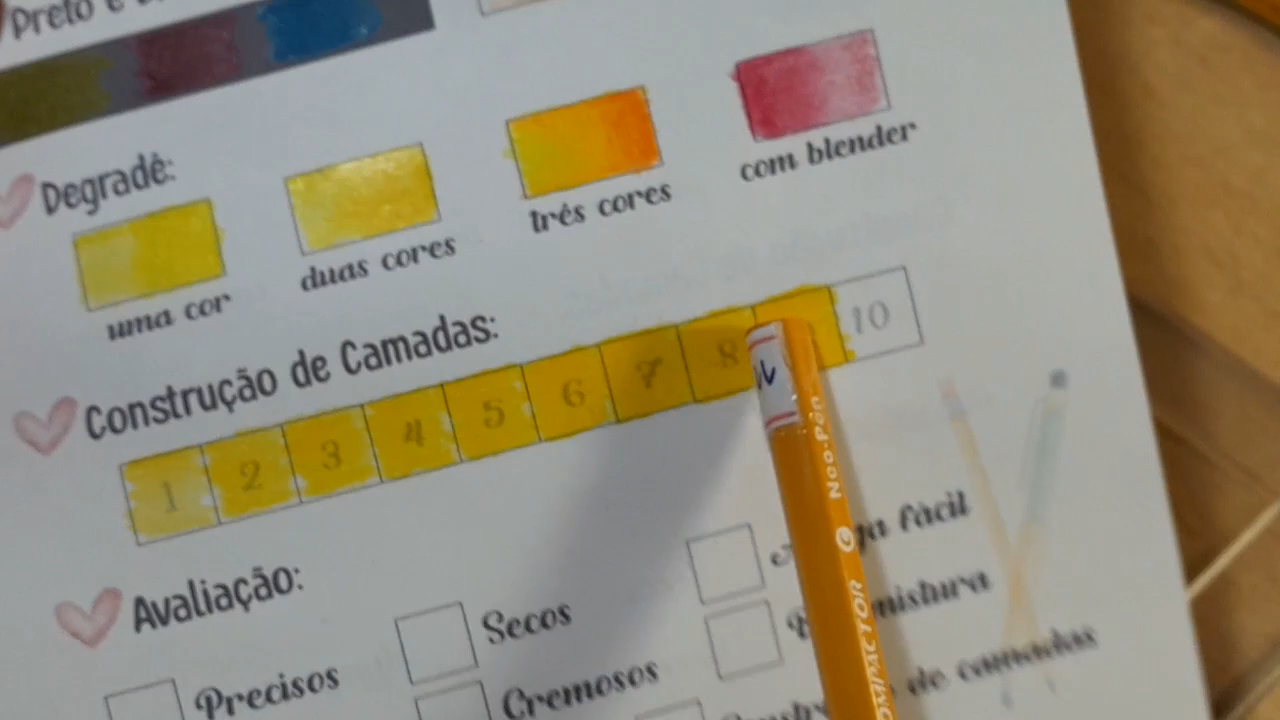 Preto e
Degradê:
uma cor
duas cores
três cores
com blender
Construção de Camadas:
1 2 3 4 5 6 7 8 10
Avaliação:
Precisos
Secos
Cremosos
fácil
mistura
de camadas
COMPACTOR Neo-Pen